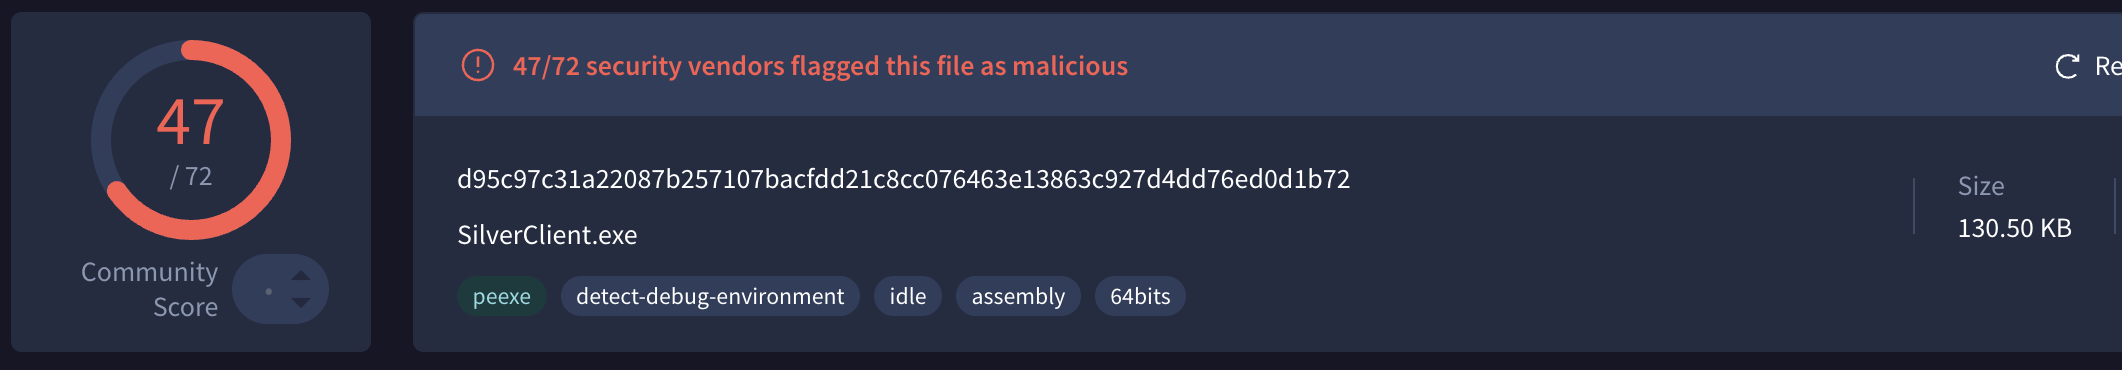 47
/ 72
Community
Score
47/72 security vendors flagged this file as malicious
Re
d95c97c31a22087b257107bacfdd21c8cc076463e13863c927d4dd76ed0d1b72
SilverClient.exe
peexe detect-debug-environment idle assembly 64bits
Size
130.50 KB